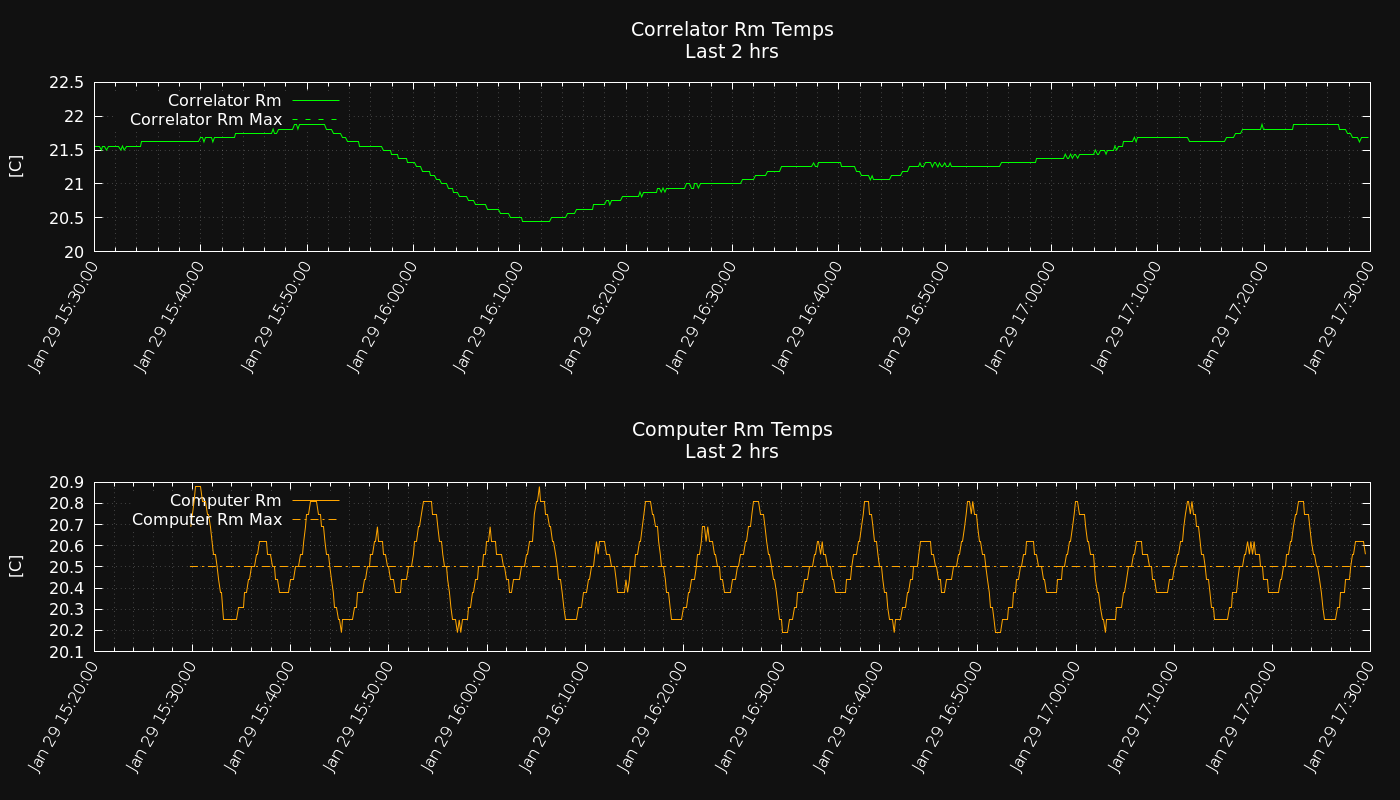 Correlator Rm Temps
Last 2 hrs
22.5
22
21.5
21
20.5
20
[C]
Correlator Rm
Correlator Rm Max
Jan 29 15:30:00
Jan 29 15:40:00
Jan 29 15:50:00
Jan 29 16:00:00
Jan 29 16:10:00
Jan 29 16:20:00
Jan 29 16:30:00
Jan 29 16:40:00
Jan 29 16:50:00
Jan 29 17:00:00
Jan 29 17:10:00
Jan 29 17:20:00
Jan 29 17:30:00
Computer Rm Temps
Last 2 hrs
20.9
20.8
20.7
20.6
20.5
20.4
20.3
20.2
20.1
[C]
Computer Rm
Computer Rm Max
Jan 29 15:20:00
Jan 29 15:30:00
Jan 29 15:40:00
Jan 29 15:50:00
Jan 29 16:00:00
Jan 29 16:10:00
Jan 29 16:20:00
Jan 29 16:30:00
Jan 29 16:40:00
Jan 29 16:50:00
Jan 29 17:00:00
Jan 29 17:10:00
Jan 29 17:20:00
Jan 29 17:30:00